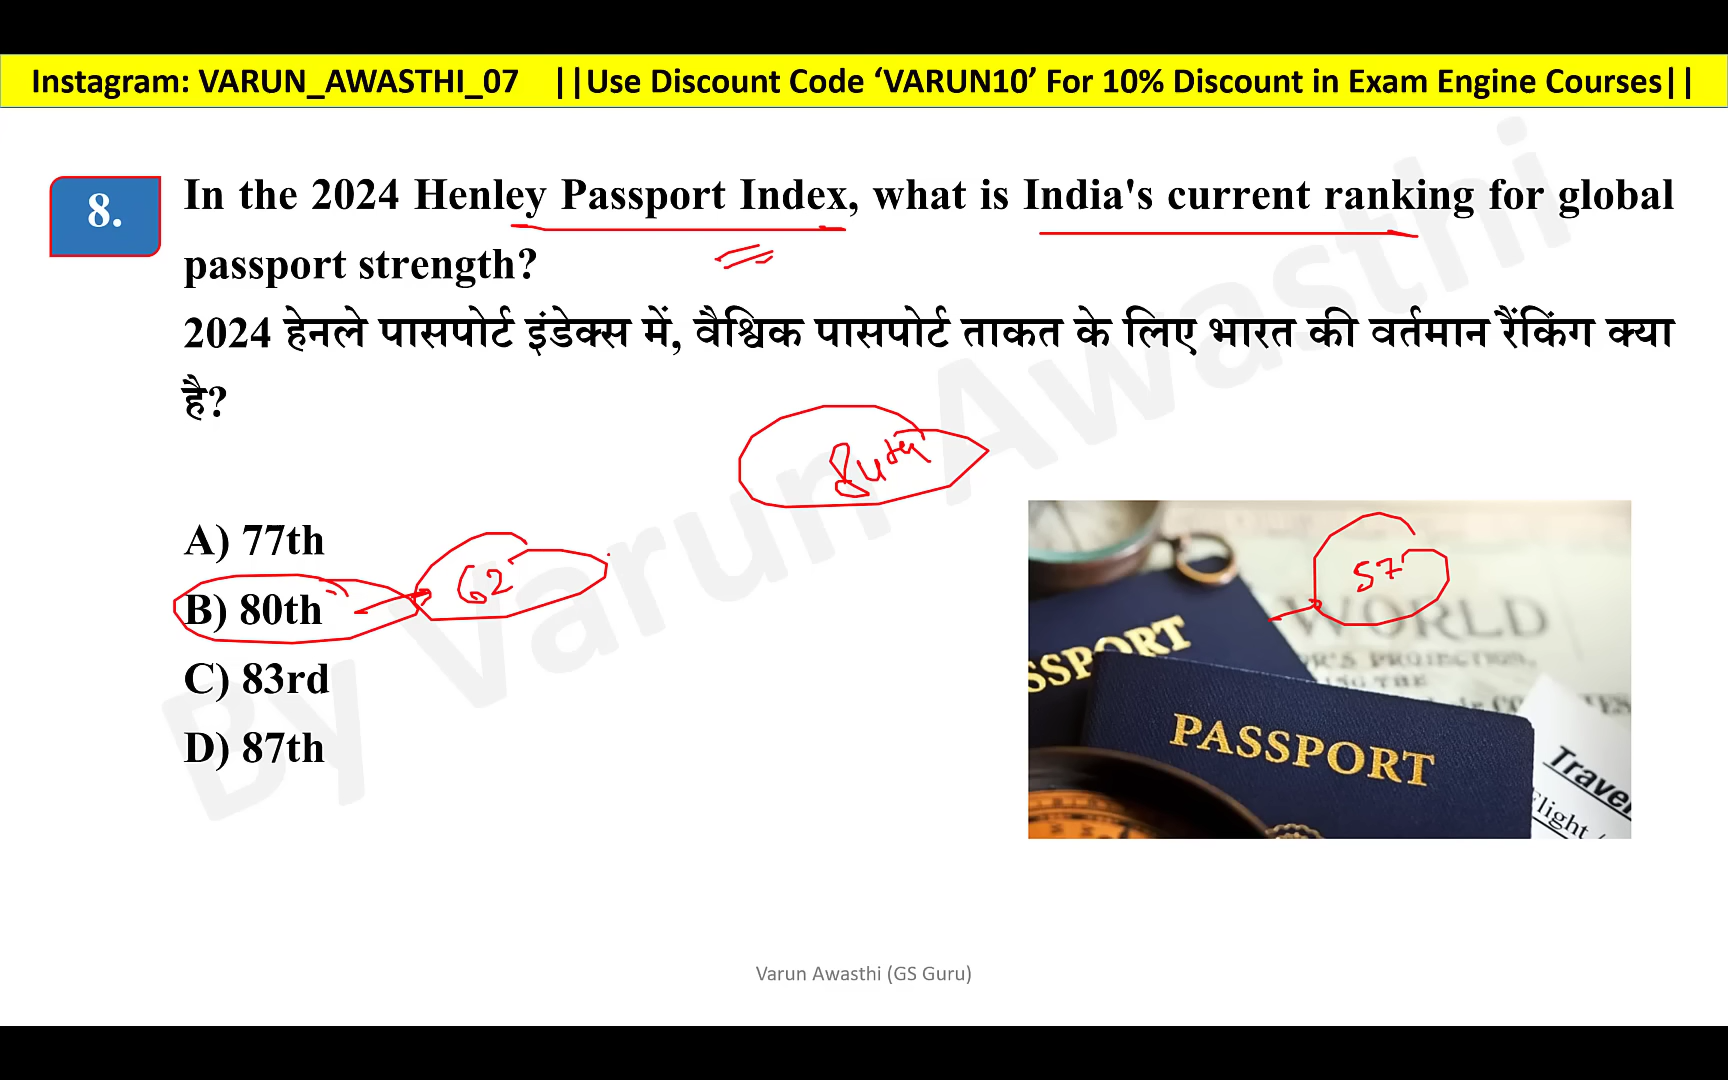 Instagram: VARUN_AWASTHI_07 ||Use Discount Code ‘VARUN10’ For 10% Discount in Exam Engine Courses||
8.
In the 2024 Henley Passport Index, what is India's current ranking for global
passport strength?
2024 हेनले पासपोर्ट इंडेक्स में, वैश्विक पासपोर्ट ताकत के लिए भारत की वर्तमान रैंकिंग क्या
है?
A) 77th
62
57
B) 80th
WORLD
C) 83rd
SSPORT
PASSPORT
D) 87th
Travel
Flight
By Varun Awasthi
Varun Awasthi (GS Guru)